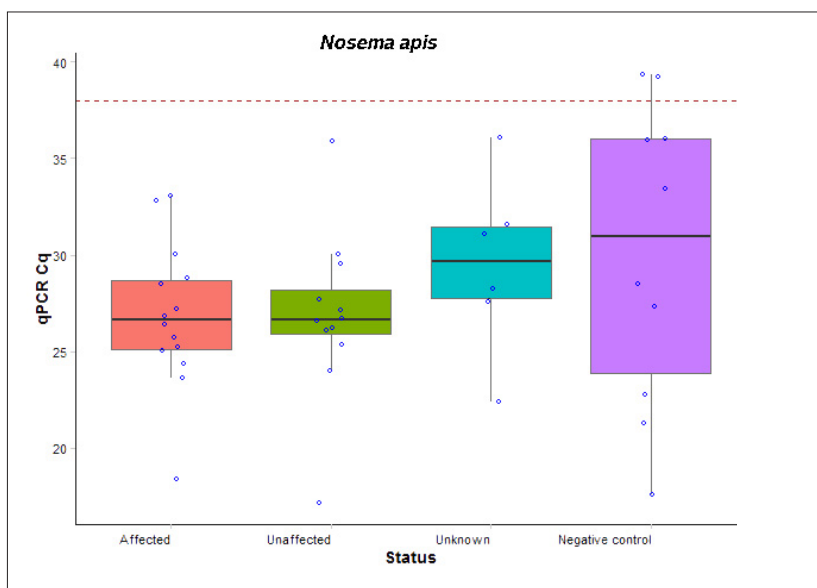 Nosema apis
40
35
30
25
20
qPCR Cq
Affected Unaffected Unknown Negative control
Status